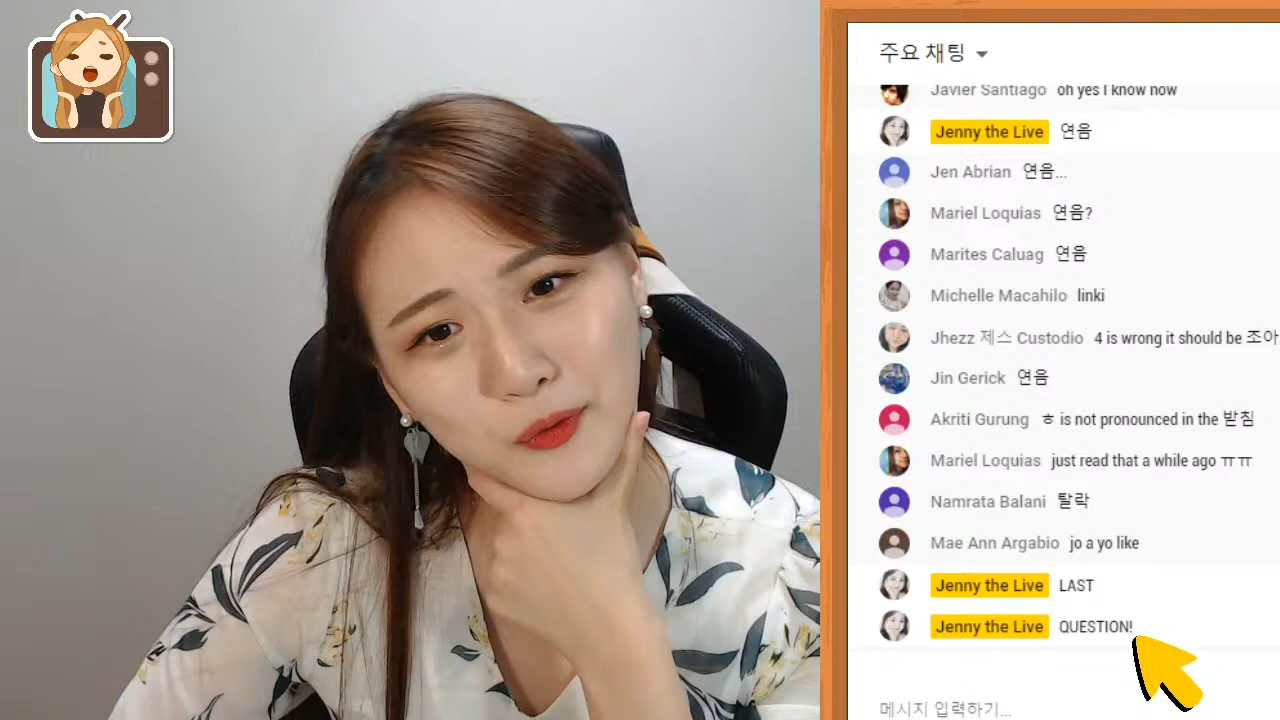 주요 채팅
Javier Santiago oh yes I know now
Jenny the Live 연음
Jen Abrian 연음...
Mariel Loquias 연음?
Marites Caluag 연음
Michelle Macahilo linki
Jhezz 제스 Custodio 4 is wrong it should be 조아
Jin Gerick 연음
Akriti Gurung ㅎ is not pronounced in the 받침
Mariel Loquias just read that a while ago ㅠㅠ
Namrata Balani 탈락
Mae Ann Argabio jo a yo like
Jenny the Live LAST
Jenny the Live QUESTION!
메시지 입력하기...